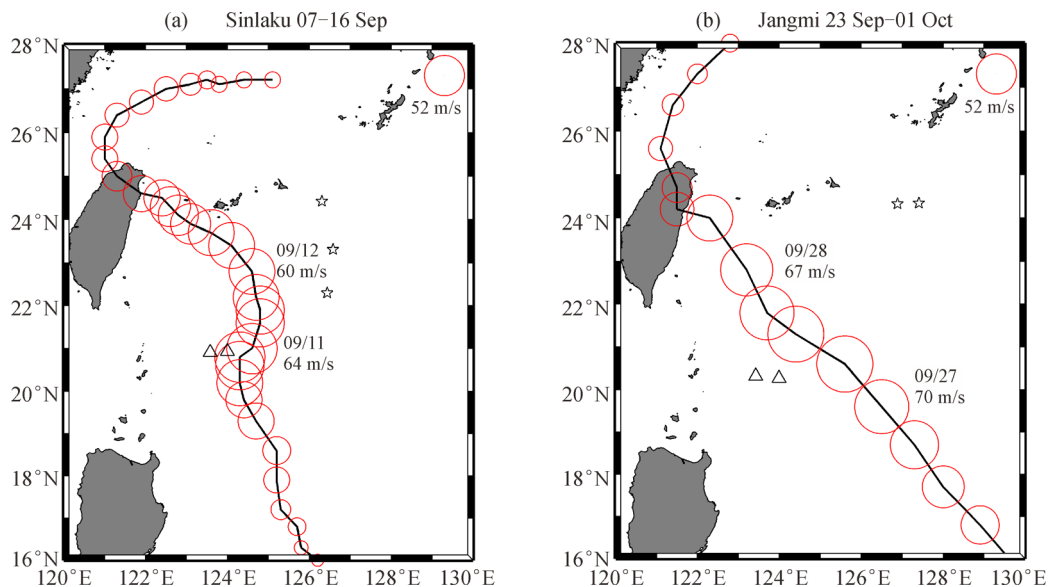 (a) Sinlaku 07−16 Sep
28°N
26°N
24°N
22°N
20°N
18°N
16°N
120°E 122°E 124°E 126°E 128°E 130°E
52 m/s
09/12
60 m/s
09/11
64 m/s
(b) Jangmi 23 Sep−01 Oct
28°N
26°N
24°N
22°N
20°N
18°N
16°N
120°E 122°E 124°E 126°E 128°E 130°E
52 m/s
09/28
67 m/s
09/27
70 m/s